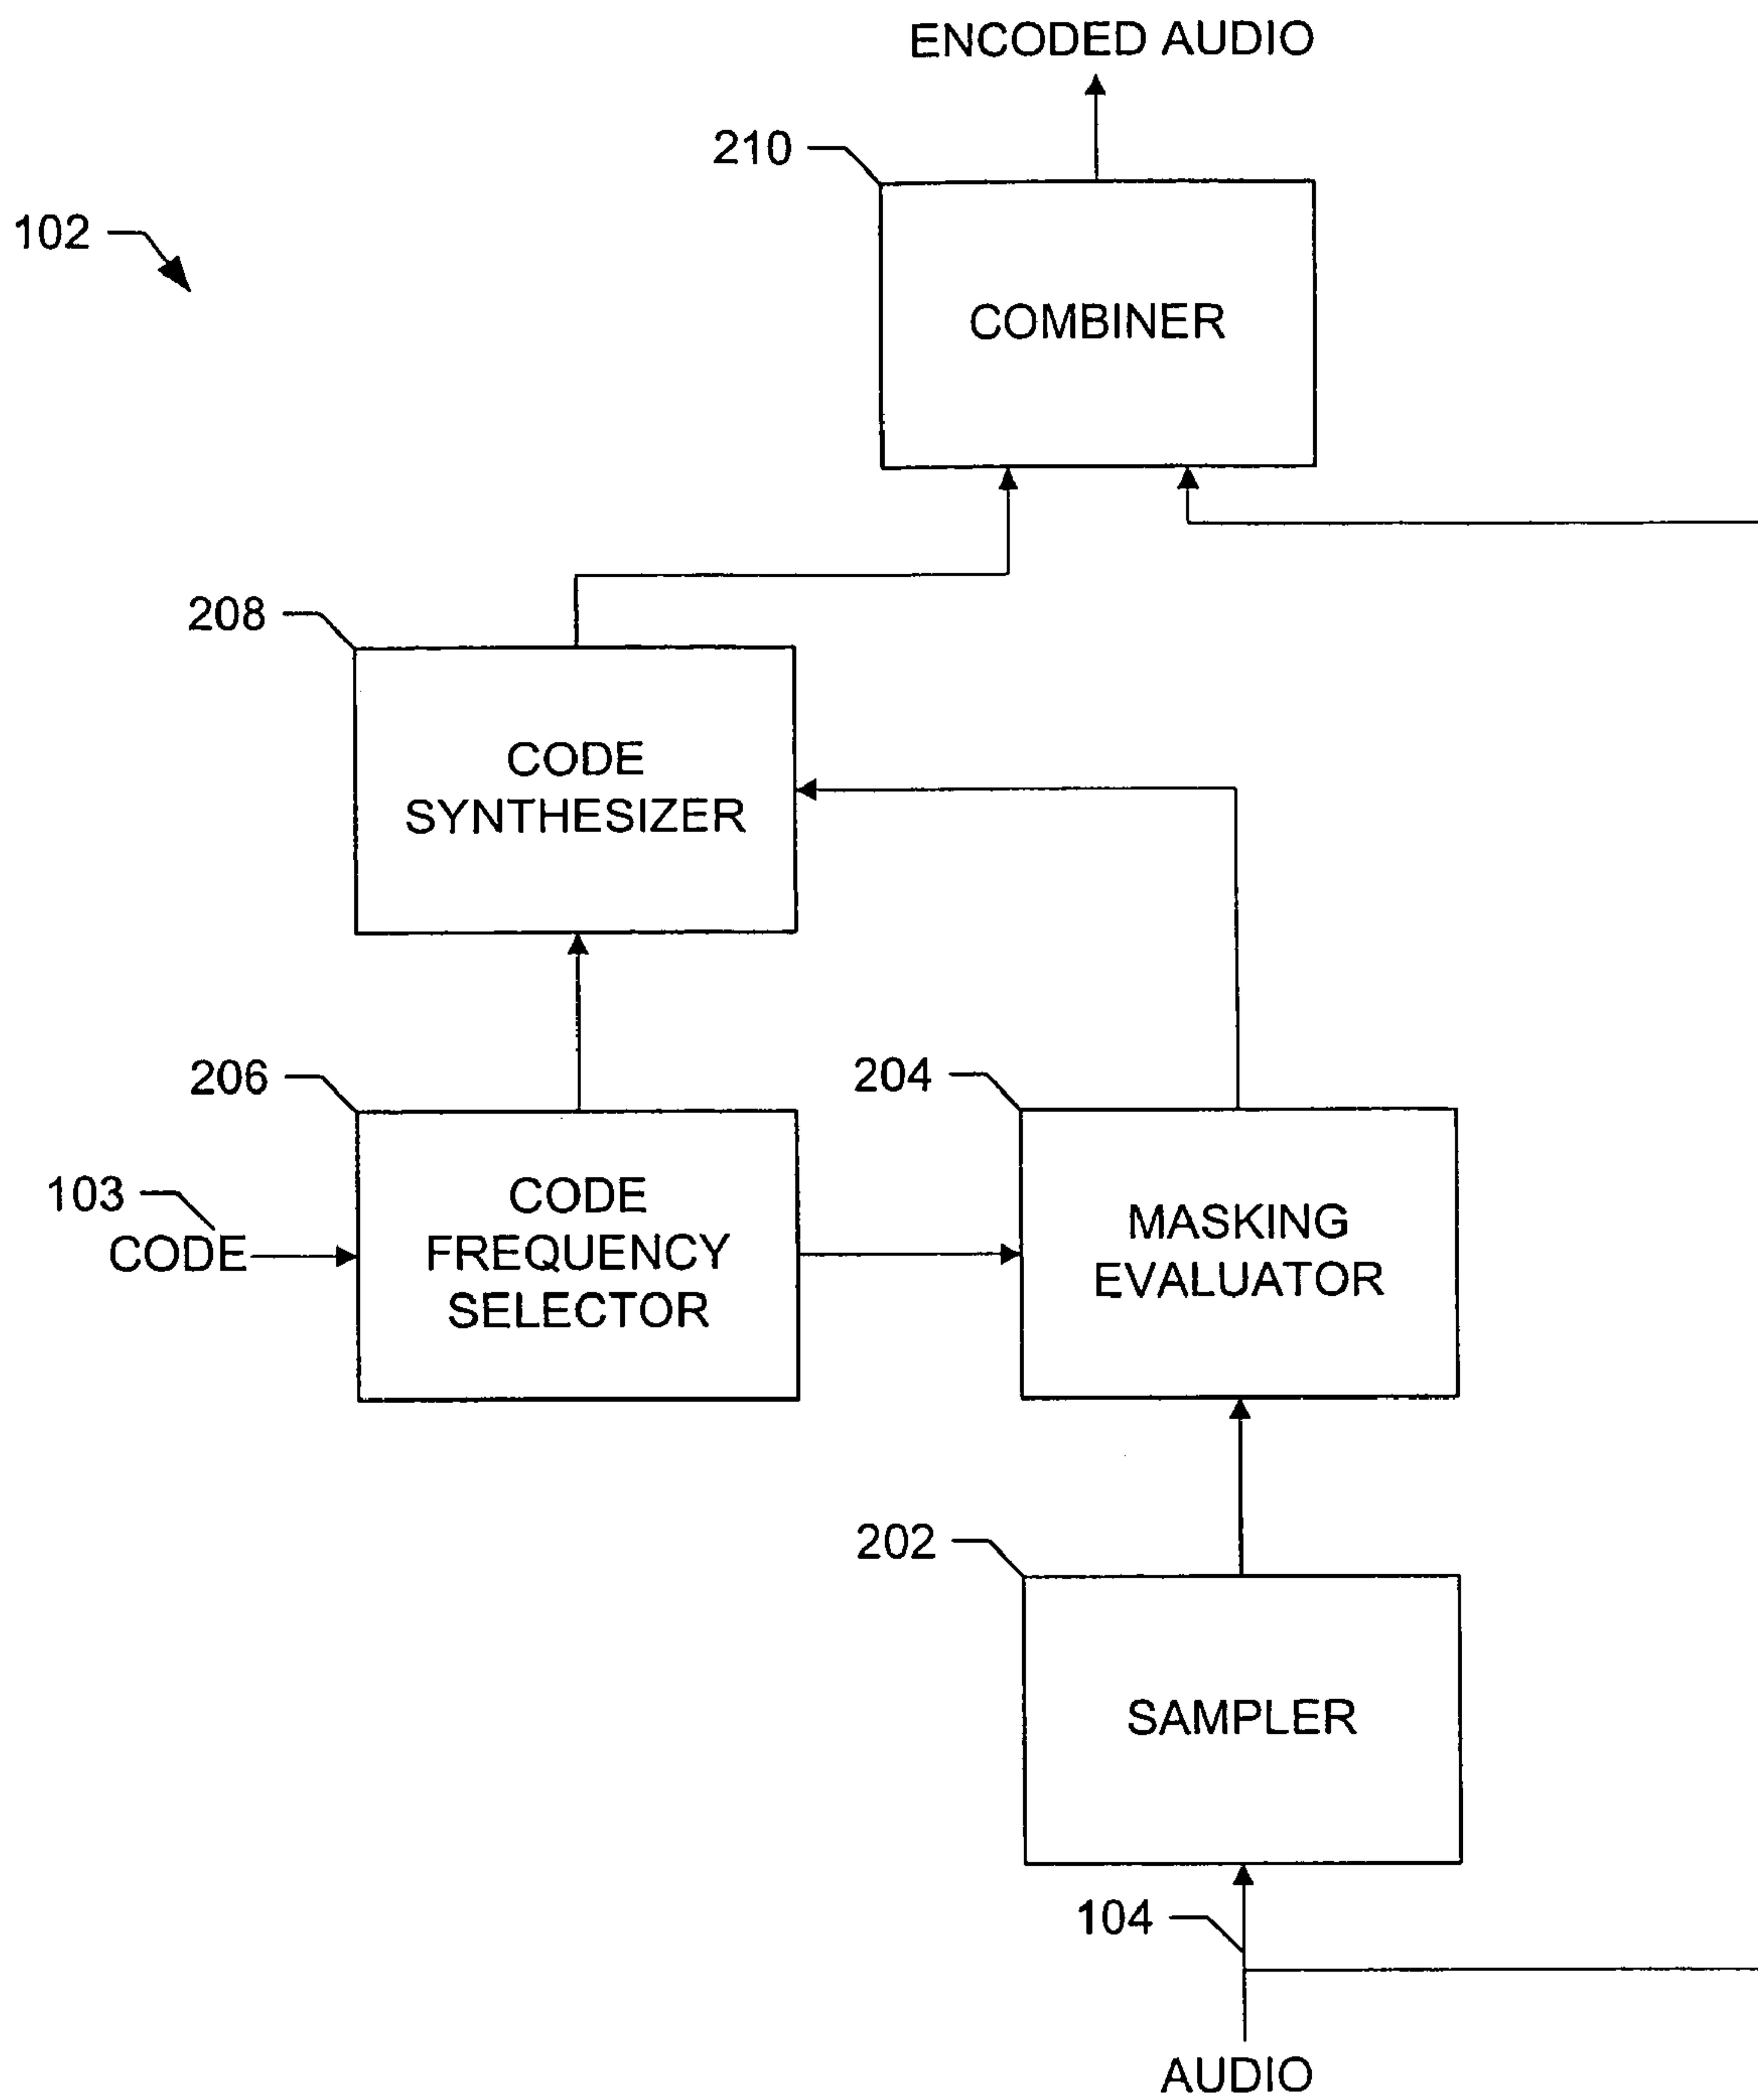 ENCODED AUDIO
210
102
COMBINER
208
CODE
SYNTHESIZER
206
204
103
CODE
CODE
FREQUENCY
SELECTOR
MASKING
EVALUATOR
202
SAMPLER
104
AUDIO